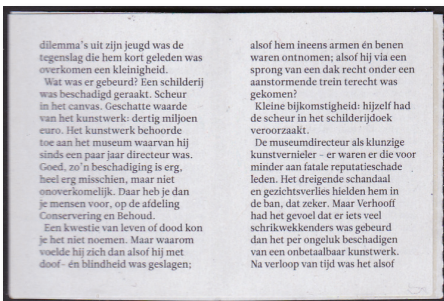 dilemma's uit zijn jeugd was de
tegenslag die hem kort geleden was
overkomen een kleinigheid.
Wat was er gebeurd? Een schilderij
was beschadigd geraakt. Scheur
in het canvas. Geschatte waarde
van het kunstwerk: dertig miljoen
euro. Het kunstwerk behoorde
toe aan het museum waarvan hij
sinds een paar jaar directeur was.
Goed, zo'n beschadiging is erg,
heel erg misschien, maar niet
onoverkomelijk. Daar heb je dan
je mensen voor, op de afdeling
Conservering en Behoud.
Een kwestie van leven of dood kon
je het niet noemen. Maar waarom
voelde hij zich dan alsof hij met
doof- én blindheid was geslagen;
alsof hem ineens armen én benen
waren ontnomen; alsof hij via een
sprong van een dak recht onder een
aanstormende trein terecht was
gekomen?
Kleine bijkomstigheid: hijzelf had
de scheur in het schilderijdoek
veroorzaakt.
De museumdirecteur als klunzige
kunstvernieler – er waren er die voor
minder aan fatale reputatieschade
leden. Het dreigende schandaal
en gezichtsverlies hielden hem in
de ban, dat zeker. Maar Verhooff
had het gevoel dat er iets veel
schrikwekkenders was gebeurd
dan het per ongeluk beschadigen
van een onbetaalbaar kunstwerk.
Na verloop van tijd was het alsof